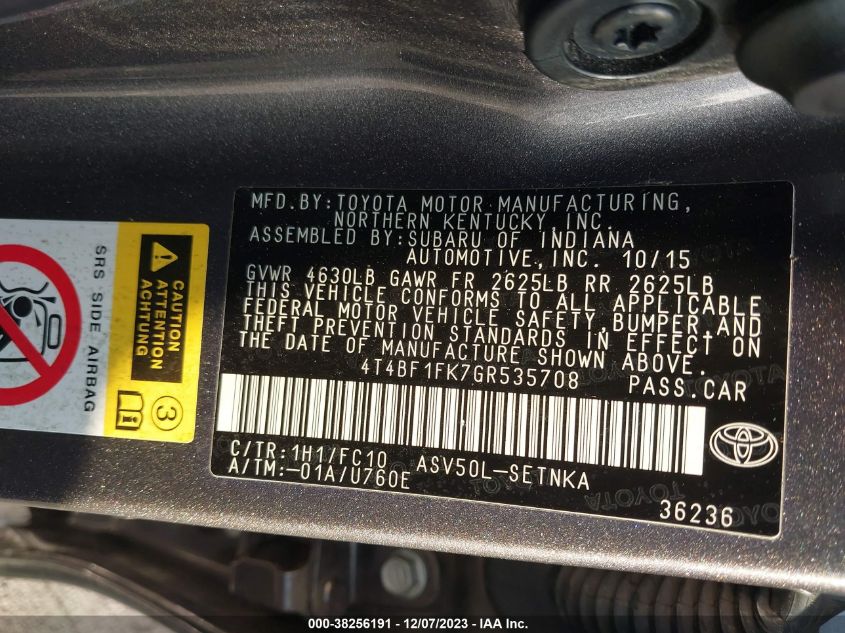 MFD.BY:TOYOTA MOTOR MANUFACTURING,
NORTHERN KENTUCKY,INC.
ASSEMBLED BY:SUBARU OF INDIANA
AUTOMOTIVE,INC. 10/15
GVWR 4630LB GAWR FR 2625LB RR 2625LB
THIS VEHICLE CONFORMS TO ALL APPLICABLE
FEDERAL MOTOR VEHICLE SAFETY,BUMPER,AND
THEFT PREVENTION STANDARDS IN EFFECT ON
THE DATE OF MANUFACTURE SHOWN ABOVE.
4T4BF1FK7GR535708 PASS.CAR
C/TR:1H1/FC10 ASV50L-SETNKA
A/TM:-01A/U760E
TOYOTA
36236
SRS SIDE AIRBAG
CAUTION
ATTENTION
ACHTUNG
3
000-38256191 - 12/07/2023 - IAA Inc.